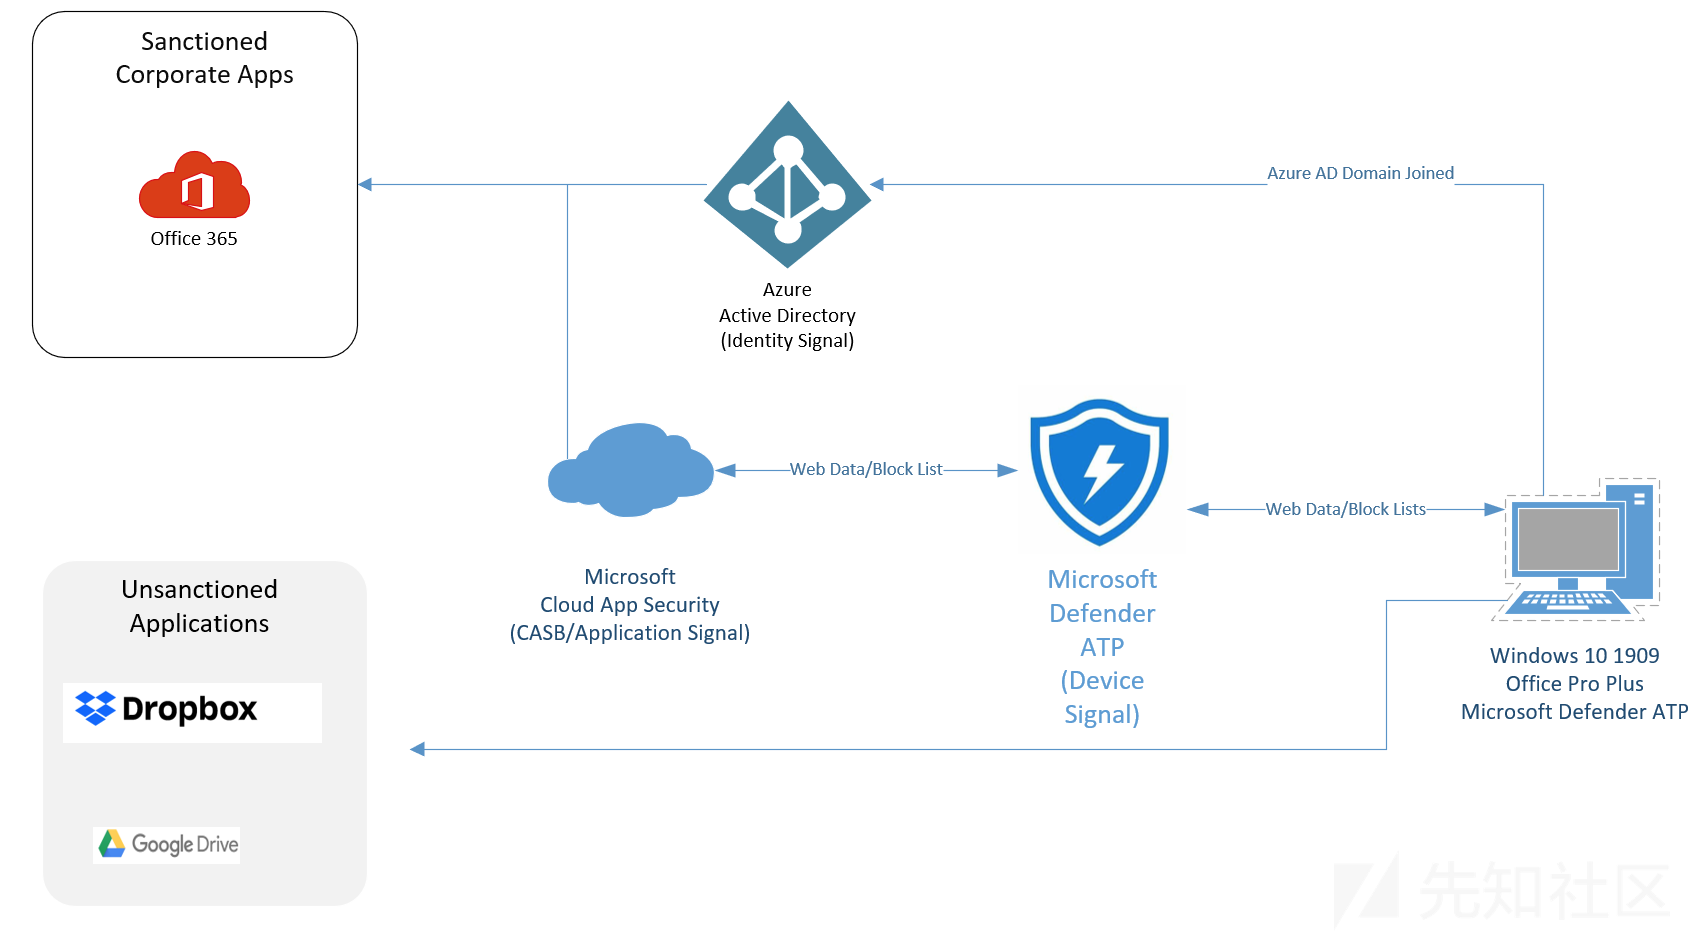 Sanctioned
Corporate Apps
Office 365
Azure AD Domain Joined
Azure
Active Directory
(Identity Signal)
Web Data/Block List
Web Data/Block Lists
Microsoft
Cloud App Security
(CASB/Application Signal)
Microsoft
Defender
ATP
(Device
Signal)
Windows 10 1909
Office Pro Plus
Microsoft Defender ATP
Unsanctioned
Applications
Dropbox
Google Drive
先知社区